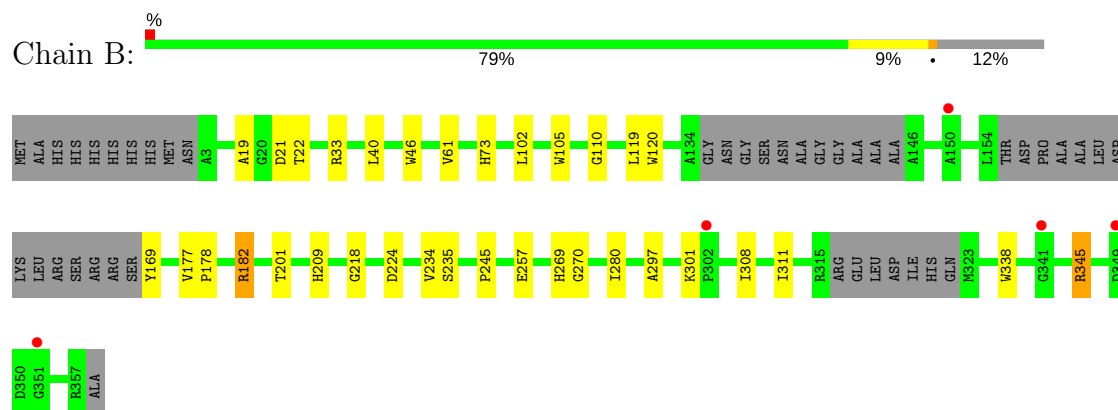 %
Chain B:
79% 9% • 12%
MET ALA HIS HIS HIS HIS HIS HIS MET ASN A3 A19 G20 D21 T22 R33 L40 W46 V61 H73 L102 W105 G110 L119 W120 A134 GLY ASN GLY SER ASN ALA GLY GLY ALA ALA ALA A146 A150 L154 THR ASP PRO ALA ALA LEU ASP
LYS LEU ARG SER ARG ARG SER Y169 V177 P178 R182 T201 H209 G218 D224 V234 S235 P245 E257 H269 G270 I280 A297 K301 P302 I308 I311 R315 ARG GLU LEU ASP ILE HIS GLN M323 W338 G341 R345 D349
D350 G351 R357 ALA